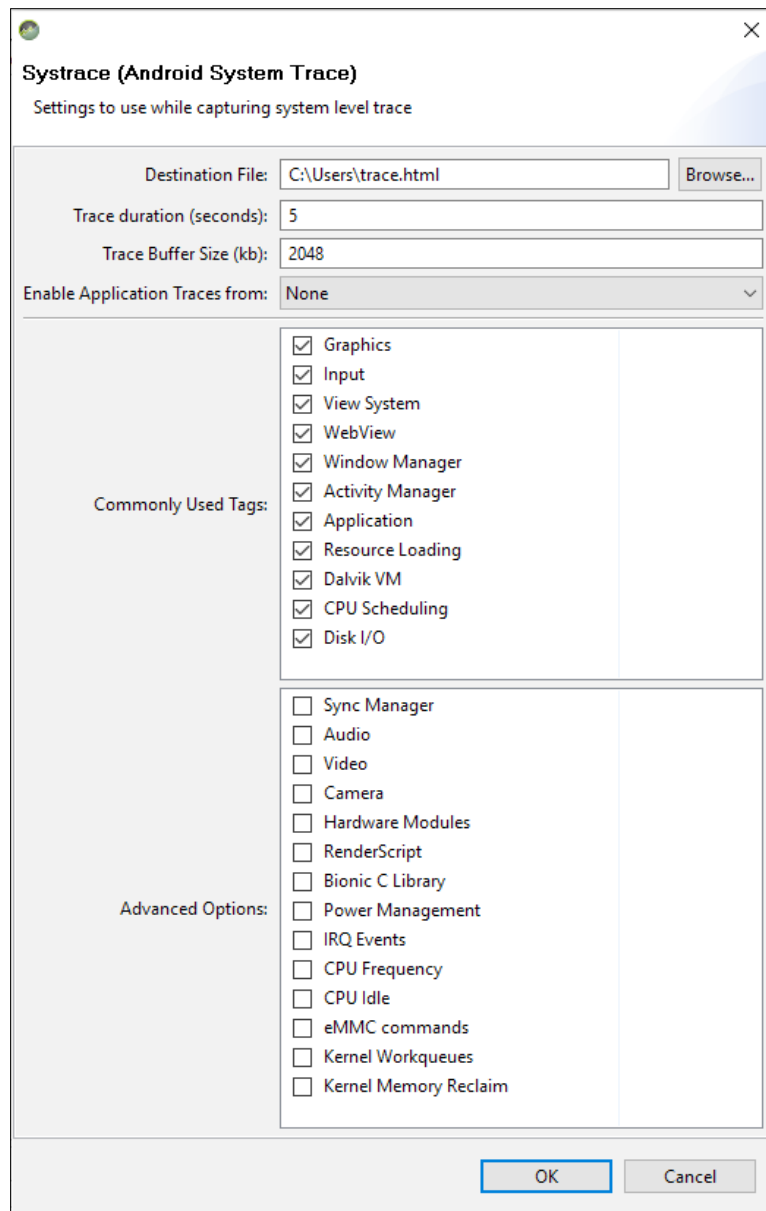 Systrace (Android System Trace)
Settings to use while capturing system level trace
Destination File: C:\Users\trace.html Browse...
Trace duration (seconds): 5
Trace Buffer Size (kb): 2048
Enable Application Traces from: None
Commonly Used Tags:
Graphics
Input
View System
WebView
Window Manager
Activity Manager
Application
Resource Loading
Dalvik VM
CPU Scheduling
Disk I/O
Advanced Options:
Sync Manager
Audio
Video
Camera
Hardware Modules
RenderScript
Bionic C Library
Power Management
IRQ Events
CPU Frequency
CPU Idle
eMMC commands
Kernel Workqueues
Kernel Memory Reclaim
OK Cancel